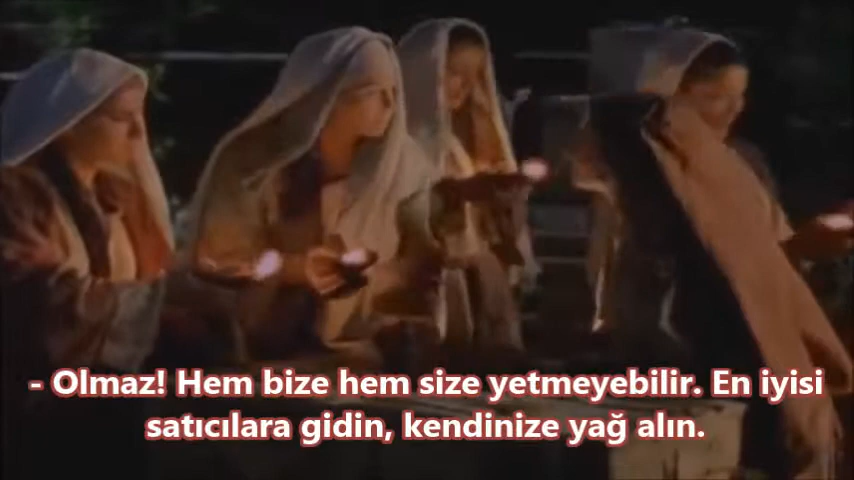 - Olmaz! Hem bize hem size yetmeyebilir. En iyisi
satıcılara gidin, kendinize yağ alın.